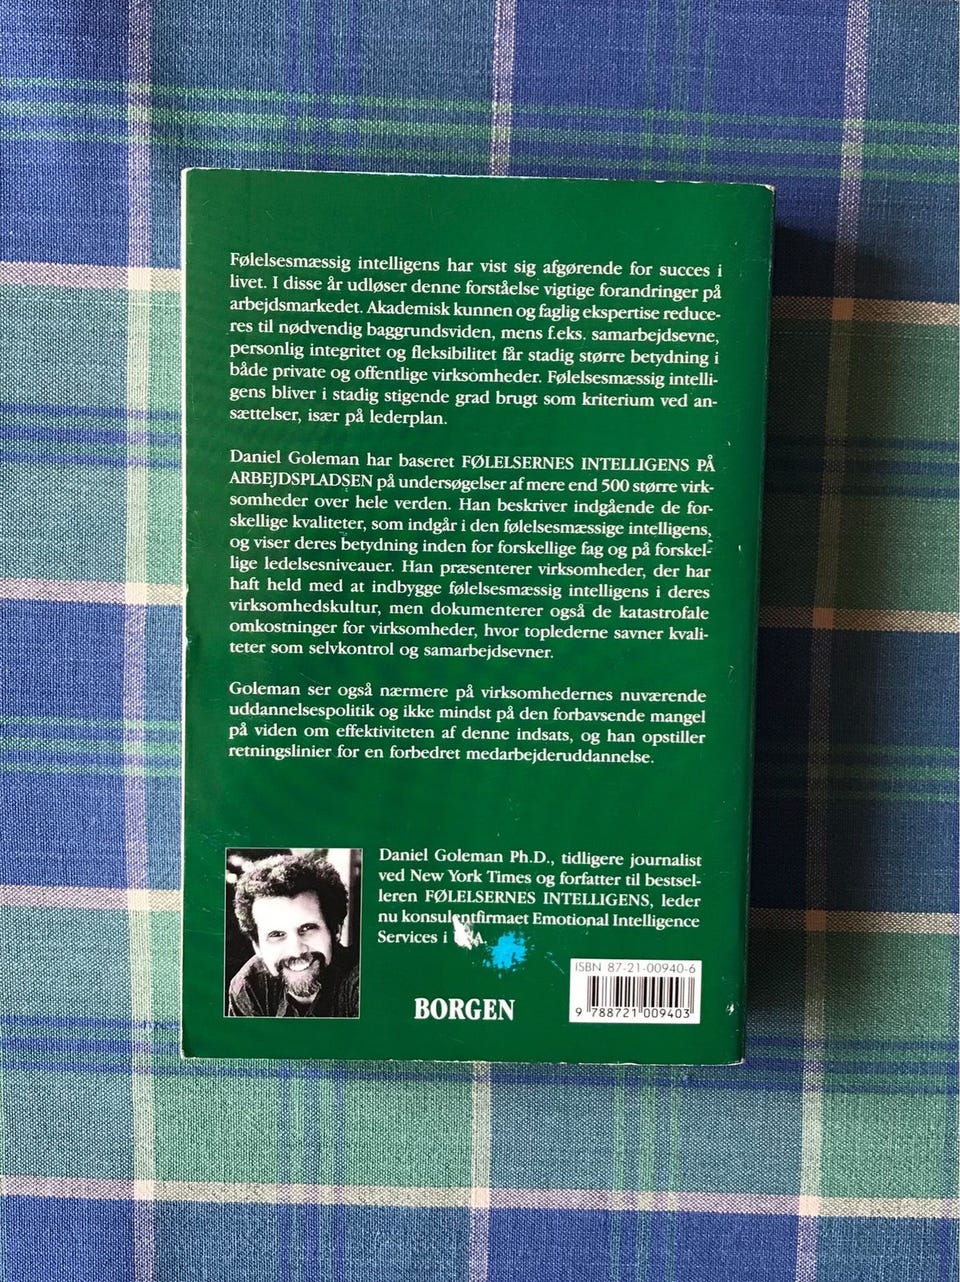 Følelsesmæssig intelligens har vist sig afgørende for succes i
livet. I disse år udløser denne forståelse vigtige forandringer på
arbejdsmarkedet. Akademisk kunnen og faglig ekspertise reduce-
res til nødvendig baggrundsviden, mens f.eks. samarbejdsevne,
personlig integritet og fleksibilitet får stadig større betydning i
både private og offentlige virksomheder. Følelsesmæssig intelli-
gens bliver i stadig stigende grad brugt som kriterium ved an-
sættelser, især på lederplan.
Daniel Goleman har baseret FØLELSERNES INTELLIGENS PÅ
ARBEJDSPLADSEN på undersøgelser af mere end 500 større virk-
somheder over hele verden. Han beskriver indgående de for-
skellige kvaliteter, som indgår i den følelsesmæssige intelligens,
og viser deres betydning inden for forskellige fag og på forskel-
lige ledelsesniveauer. Han præsenterer virksomheder, der har
haft held med at indbygge følelsesmæssig intelligens i deres
virksomhedskultur, men dokumenterer også de katastrofale
omkostninger for virksomheder, hvor toplederne savner kvali-
teter som selvkontrol og samarbejdsevner.
Goleman ser også nærmere på virksomhedernes nuværende
uddannelsespolitik og ikke mindst på den forbavsende mangel
på viden om effektiviteten af denne indsats, og han opstiller
retningslinier for en forbedret medarbejderuddannelse.
Daniel Goleman Ph.D., tidligere journalist
ved New York Times og forfatter til bestsel-
leren FØLELSERNES INTELLIGENS, leder
nu konsulentfirmaet Emotional Intelligence
Services i
BORGEN
ISBN 87-21-00940-6
9 788721 009403